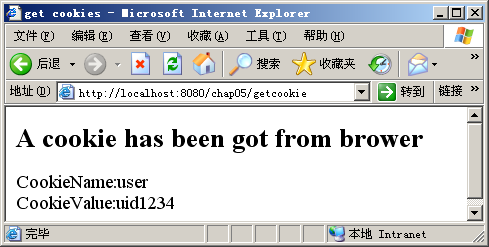 get cookies - Microsoft Internet Explorer
文件(F) 编辑(E) 查看(V) 收藏(A) 工具(T) 帮助(H)
后退 搜索 收藏夹 »
地址(D) http://localhost:8080/chap05/getcookie 转到 链接 »
A cookie has been got from brower
CookieName:user
CookieValue:uid1234
完毕 本地 Intranet